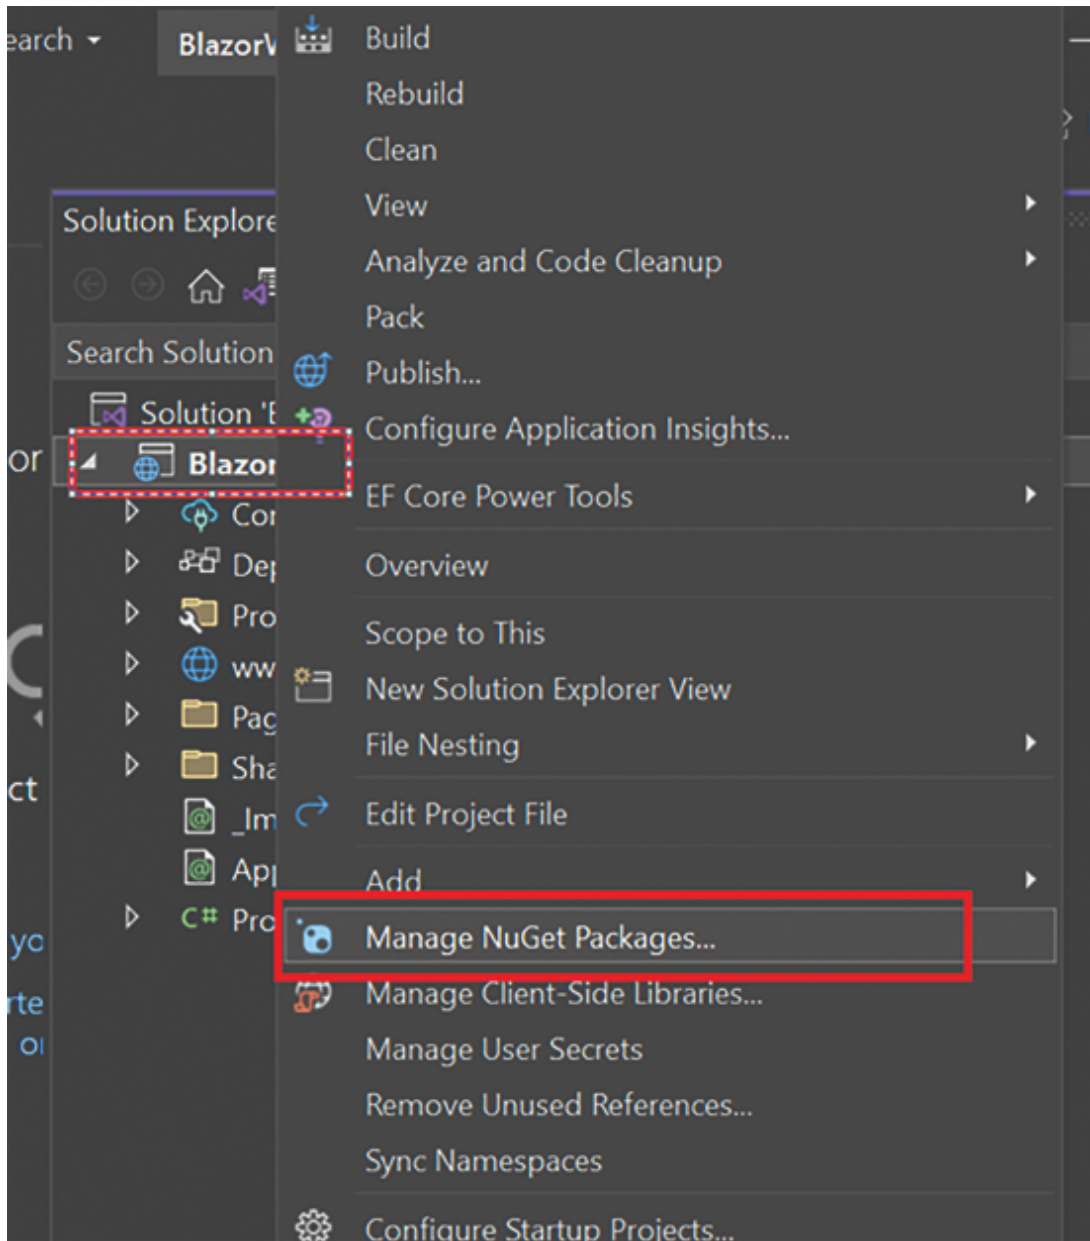 earch
BlazorW
Build
Rebuild
Clean
View
Solution Explore
Analyze and Code Cleanup
Pack
Search Solution
Publish...
Solution 'E
Configure Application Insights...
or
Blazor
EF Core Power Tools
Cor
Dep
Overview
Pro
Scope to This
ww
New Solution Explorer View
Pag
File Nesting
Sha
ct
_Im
Edit Project File
App
Add
C# Pro
yo
Manage NuGet Packages...
rte
Manage Client-Side Libraries...
Manage User Secrets
Remove Unused References...
Sync Namespaces
Configure Startup Projects...